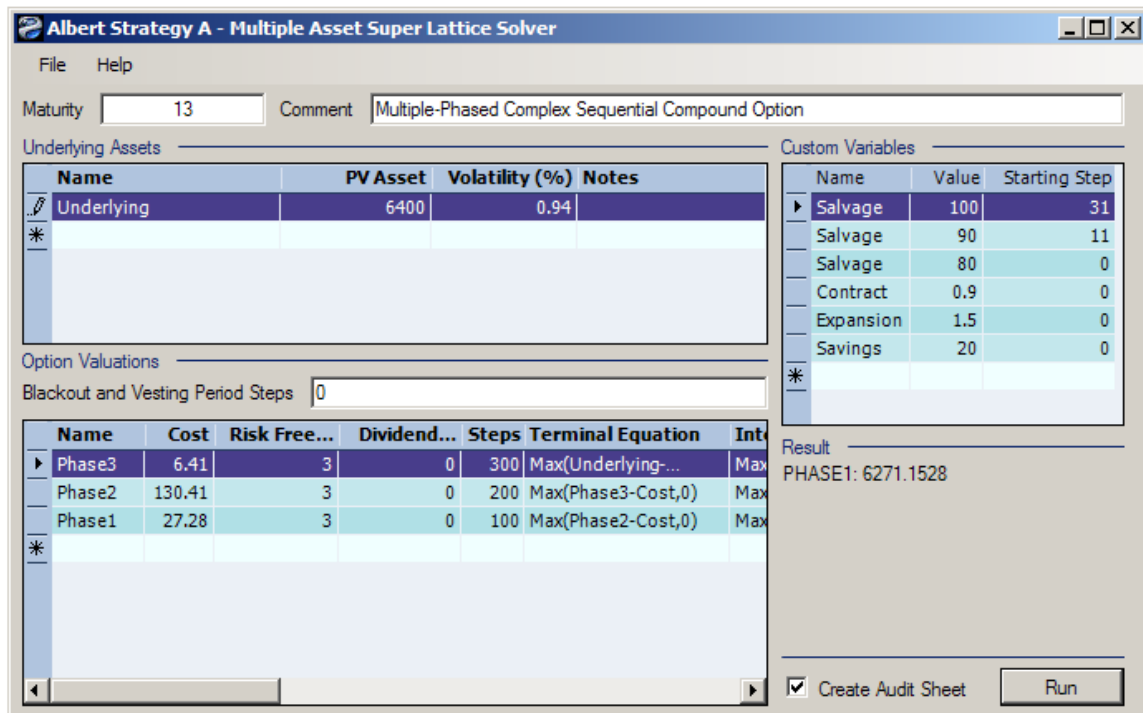 Albert Strategy A - Multiple Asset Super Lattice Solver
File Help
Maturity 13 Comment Multiple-Phased Complex Sequential Compound Option
Underlying Assets
Name PV Asset Volatility (%) Notes
Underlying 6400 0.94
Custom Variables
Name Value Starting Step
Salvage 100 31
Salvage 90 11
Salvage 80 0
Contract 0.9 0
Expansion 1.5 0
Savings 20 0
Option Valuations
Blackout and Vesting Period Steps 0
Name Cost Risk Free... Dividend... Steps Terminal Equation Inte
Phase3 6.41 3 0 300 Max(Underlying-... Max
Phase2 130.41 3 0 200 Max(Phase3-Cost,0) Max
Phase1 27.28 3 0 100 Max(Phase2-Cost,0) Max
Result
PHASE1: 6271.1528
Create Audit Sheet Run